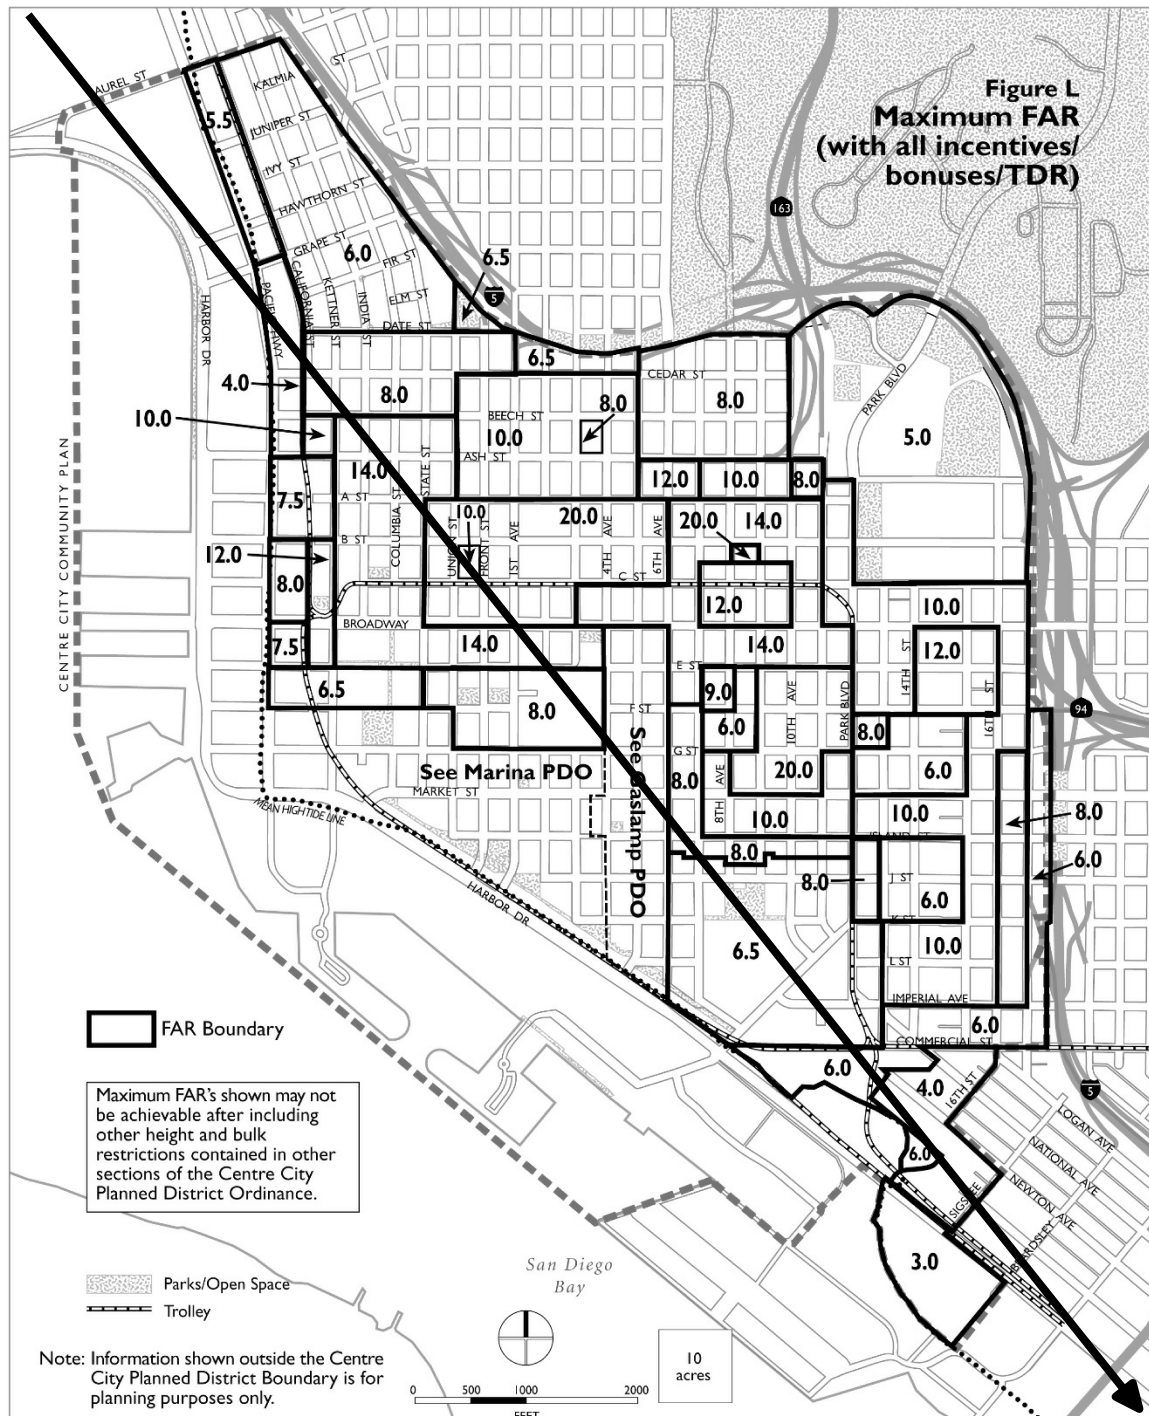 Figure L
Maximum FAR
(with all incentives/
bonuses/TDR)
AUREL ST
KALMIA
ST
5.5
JUNIPER ST
IVY ST
HAWTHORN ST
163
GRAPE ST
6.0
FIR ST
6.5
5
CALIFORNIA ST
KETTNER ST
INDIA ST
ELM ST
PACIFIC HWY
HARBOR DR
DATE ST
6.5
CEDAR ST
PARK BLVD
4.0
8.0
8.0
8.0
10.0
BEECH ST
10.0
5.0
STATE ST
ASH ST
14.0
12.0
10.0
8.0
7.5
A ST
COLUMBIA ST
10.0
20.0
20.0
14.0
UNION ST
FRONT ST
1ST AVE
4TH AVE
6TH AVE
B ST
12.0
8.0
C ST
12.0
10.0
BROADWAY
7.5
14.0
14.0
14TH ST
12.0
E ST
6.5
9.0
10TH AVE
PARK BLVD
16TH ST
8.0
F ST
6.0
8.0
94
CENTRE CITY COMMUNITY PLAN
See Marina PDO
See Gaslamp PDO
G ST
8.0
8TH AVE
20.0
6.0
MARKET ST
MEAN HIGHTIDE LINE
10.0
10.0
8.0
ISLAND ST
8.0
6.0
8.0
J ST
6.0
HARBOR DR
K ST
6.5
10.0
L ST
IMPERIAL AVE
6.0
COMMERCIAL ST
FAR Boundary
6.0
4.0
16TH ST
5
Maximum FAR's shown may not
be achievable after including
other height and bulk
restrictions contained in other
sections of the Centre City
Planned District Ordinance.
LOGAN AVE
NATIONAL AVE
6.0
NEWTON AVE
SIGSBEE
BEARDSLEY
3.0
San Diego
Bay
Parks/Open Space
Trolley
Note: Information shown outside the Centre
City Planned District Boundary is for
planning purposes only.
10
acres
0 500 1000 2000
FEET